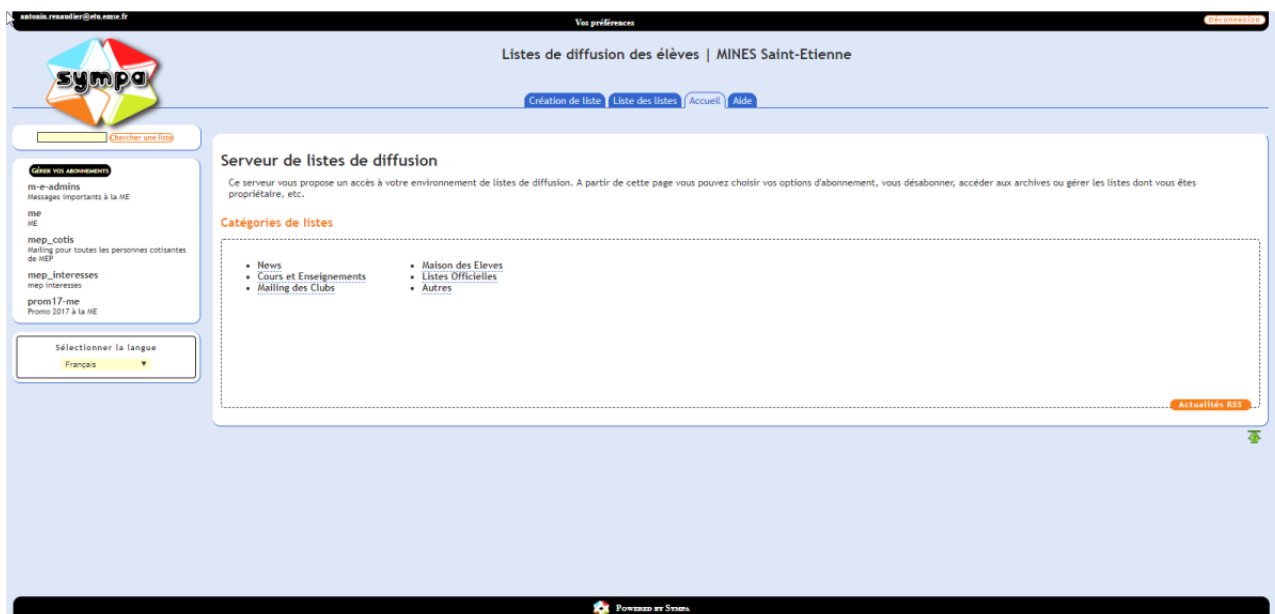 antonin.renaudier@etu.emse.fr
Vos préférences
Déconnexion
sympa
Listes de diffusion des élèves | MINES Saint-Etienne
Création de liste
Liste des listes
Accueil
Aide
Chercher une liste
Gérer vos abonnements
m-e-admins
Messages importants à la ME
me
ME
mep_cotis
Mailing pour toutes les personnes cotisantes
de MEP
mep_interesses
mep interesses
prom17-me
Promo 2017 à la ME
Sélectionner la langue
Français
Serveur de listes de diffusion
Ce serveur vous propose un accès à votre environnement de listes de diffusion. A partir de cette page vous pouvez choisir vos options d'abonnement, vous désabonner, accéder aux archives ou gérer les listes dont vous êtes
propriétaire, etc.
Catégories de listes
News
Cours et Enseignements
Mailing des Clubs
Maison des Eleves
Listes Officielles
Autres
Actualités RSS
Powered by Sympa